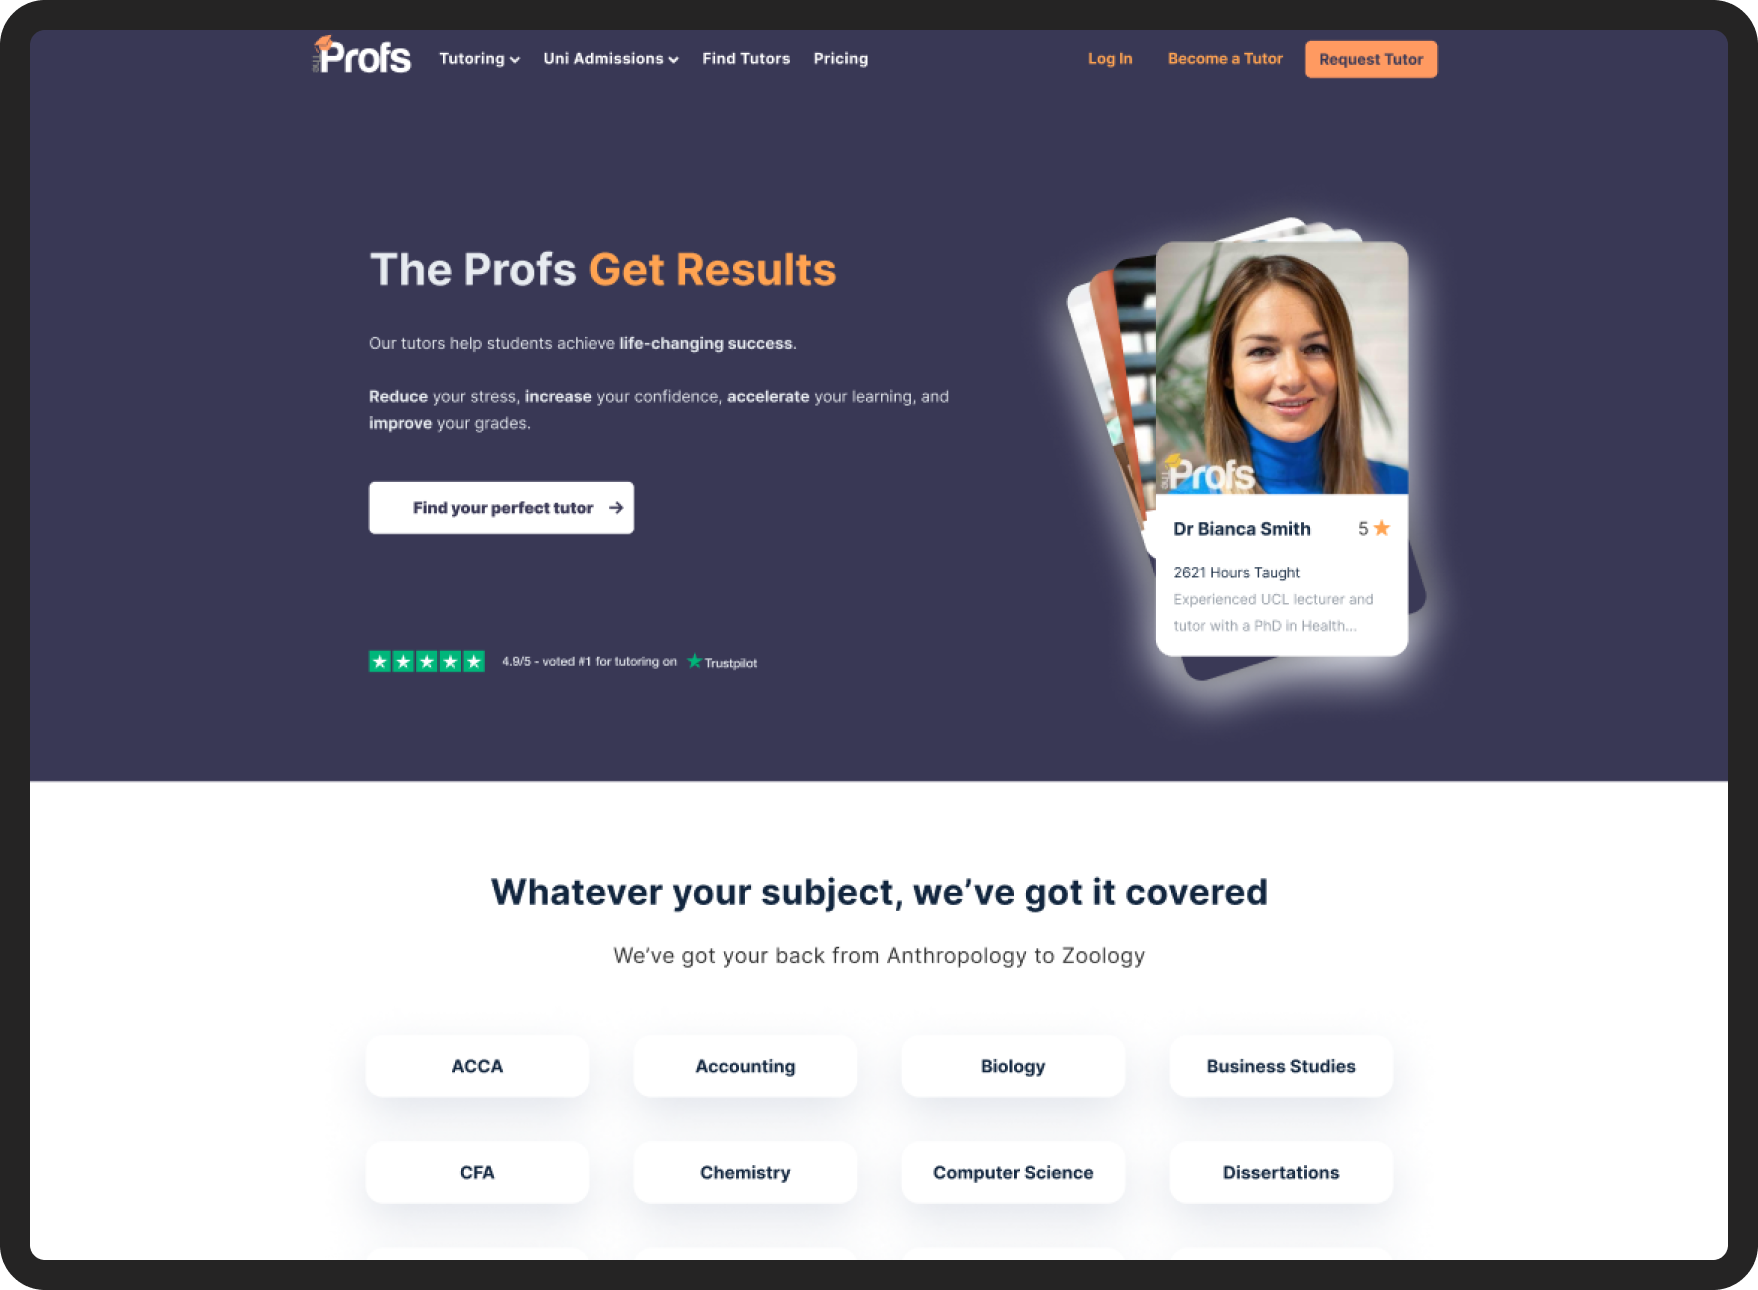 The Profs
Tutoring
Uni Admissions
Find Tutors
Pricing
Log In
Become a Tutor
Request Tutor
The Profs Get Results
Our tutors help students achieve life-changing success.
Reduce your stress, increase your confidence, accelerate your learning, and
improve your grades.
Find your perfect tutor →
4.9/5 - voted #1 for tutoring on
Trustpilot
The Profs
Dr Bianca Smith
5
2621 Hours Taught
Experienced UCL lecturer and
tutor with a PhD in Health...
Whatever your subject, we’ve got it covered
We’ve got your back from Anthropology to Zoology
ACCA
Accounting
Biology
Business Studies
CFA
Chemistry
Computer Science
Dissertations